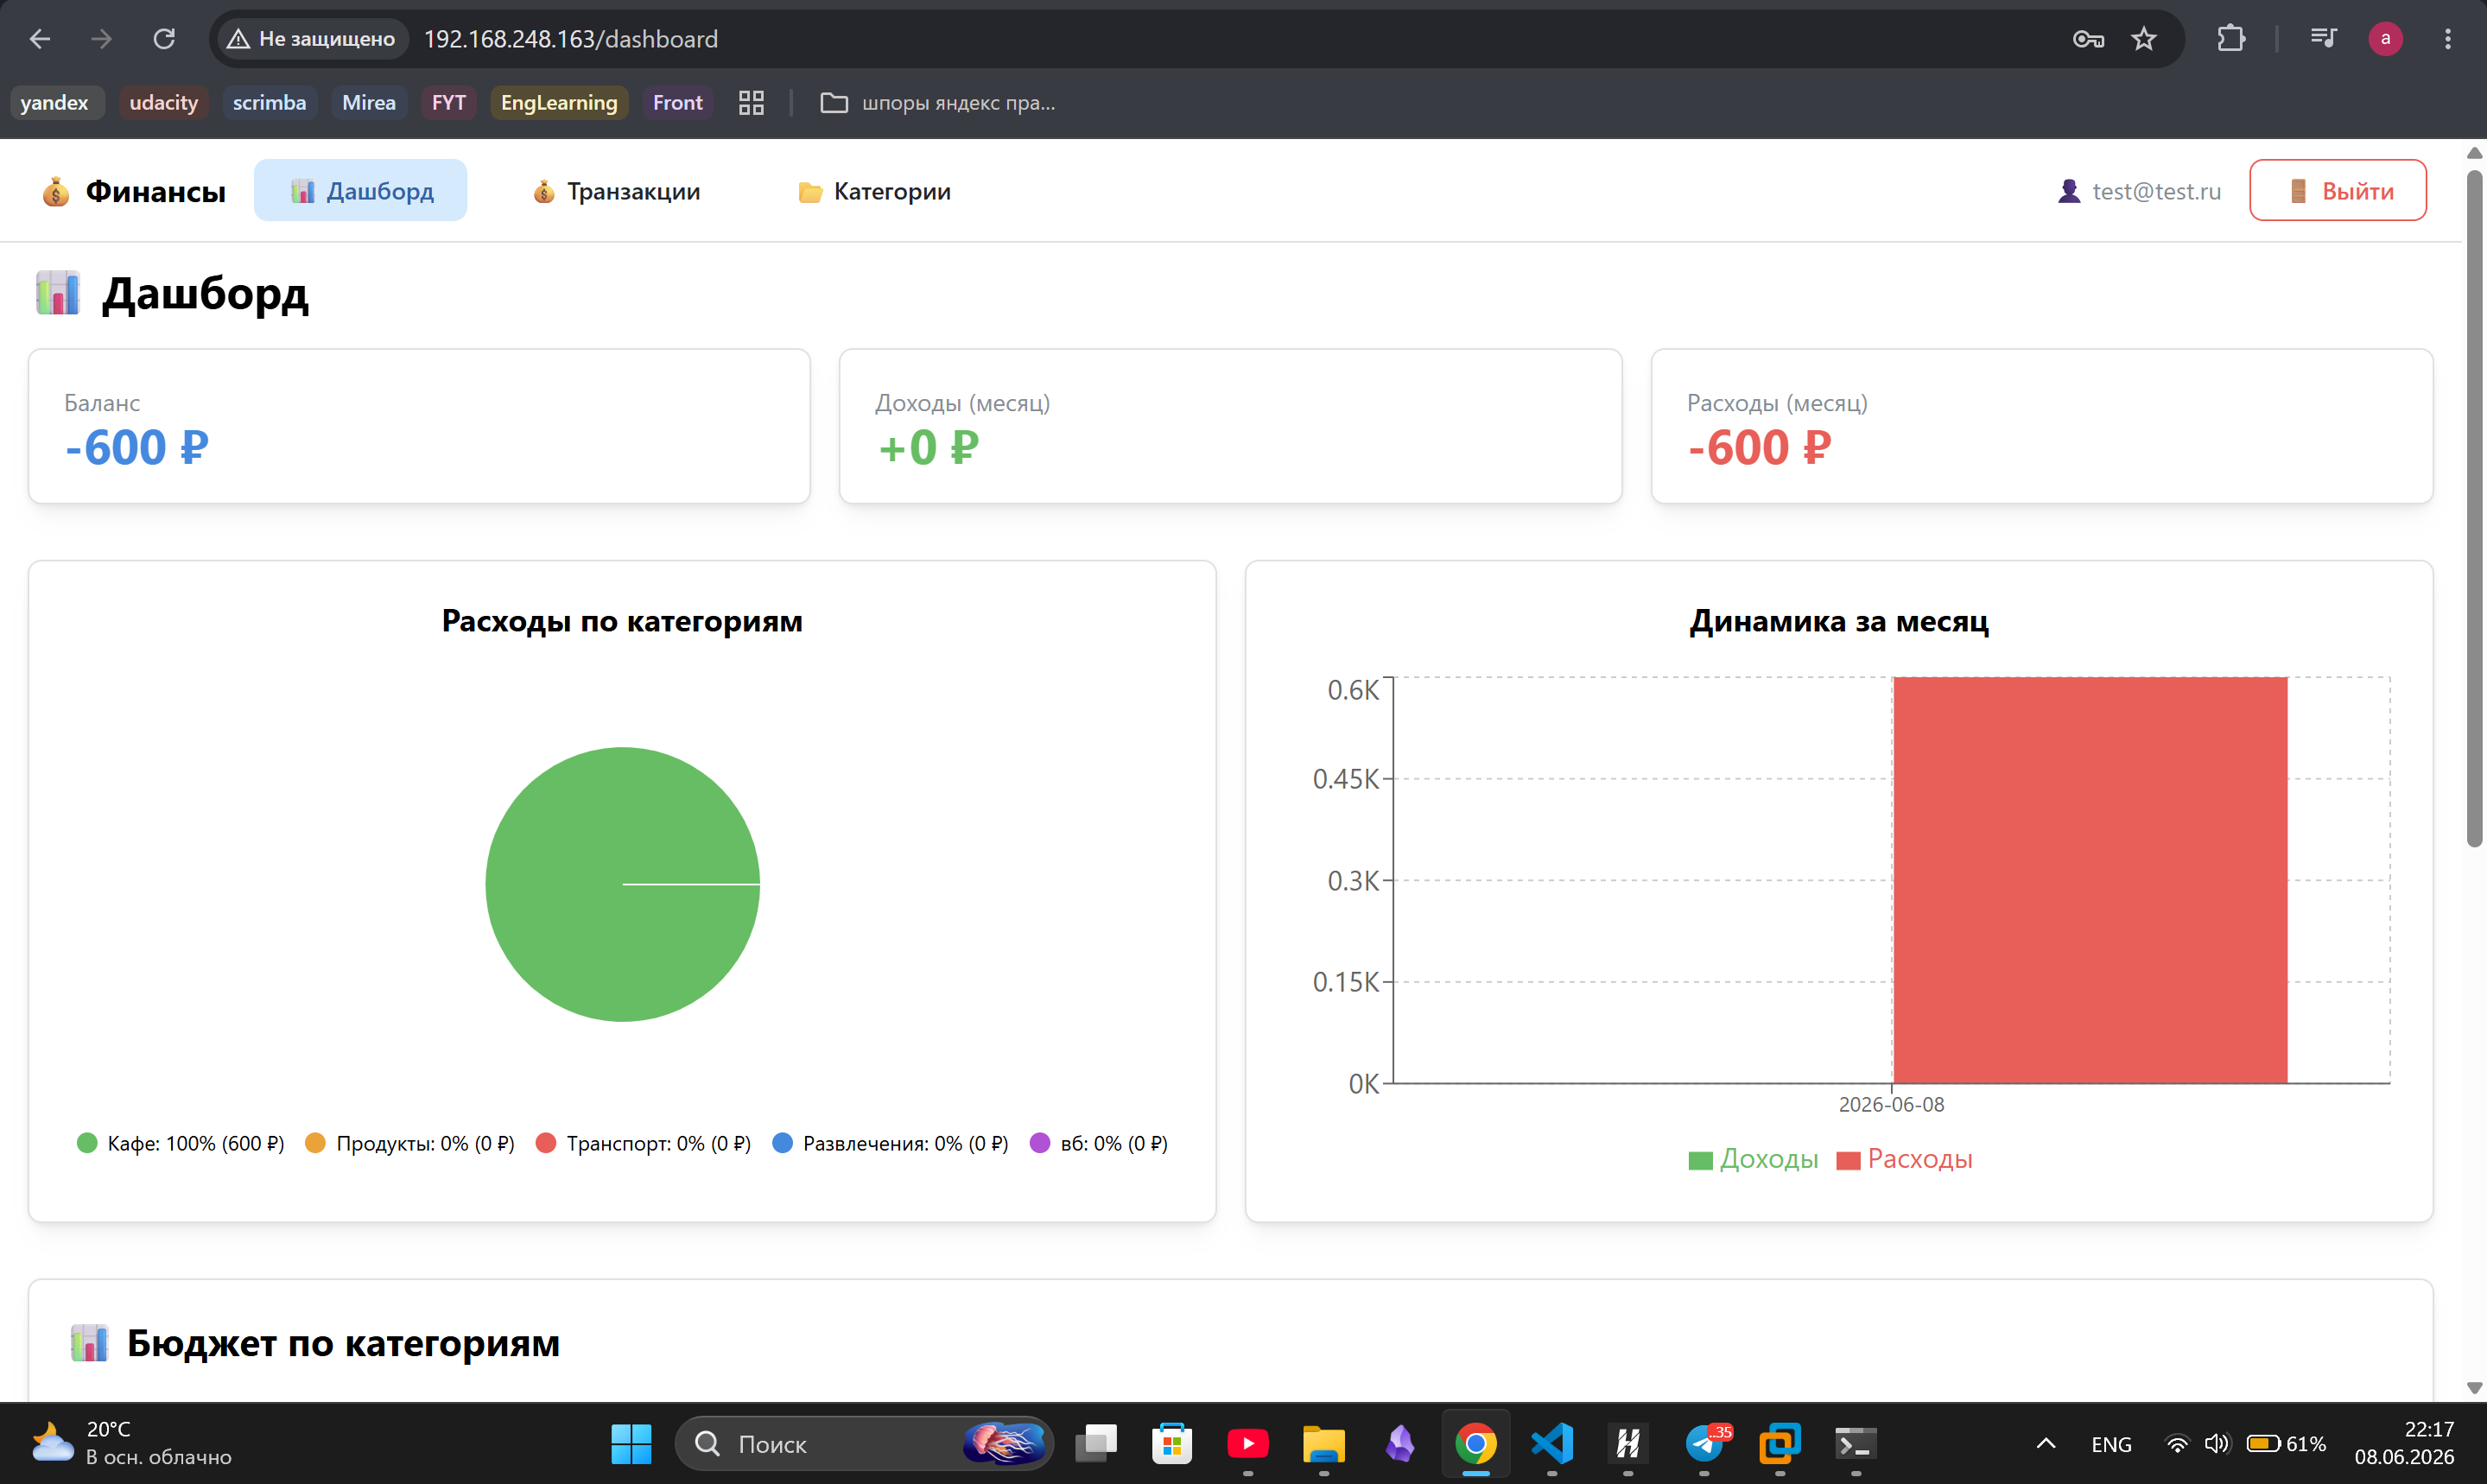 Не защищено
192.168.248.163/dashboard
a
yandex
udacity
scrimba
Mirea
FYT
EngLearning
Front
шпоры яндекс пра...
Финансы
Дашборд
Транзакции
Категории
test@test.ru
Выйти
Дашборд
Баланс
-600 ₽
Доходы (месяц)
+0 ₽
Расходы (месяц)
-600 ₽
Расходы по категориям
Кафе: 100% (600 ₽)
Продукты: 0% (0 ₽)
Транспорт: 0% (0 ₽)
Развлечения: 0% (0 ₽)
вб: 0% (0 ₽)
Динамика за месяц
0.6K
0.45K
0.3K
0.15K
0K
2026-06-08
Доходы
Расходы
Бюджет по категориям
20°C
В осн. облачно
Поиск
..35
ENG
61%
22:17
08.06.2026